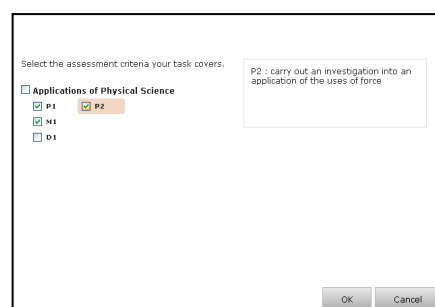 Select the assessment criteria your task covers.
P2 : carry out an investigation into an
application of the uses of force
Applications of Physical Science
P1 P2
M1
D1
OK Cancel